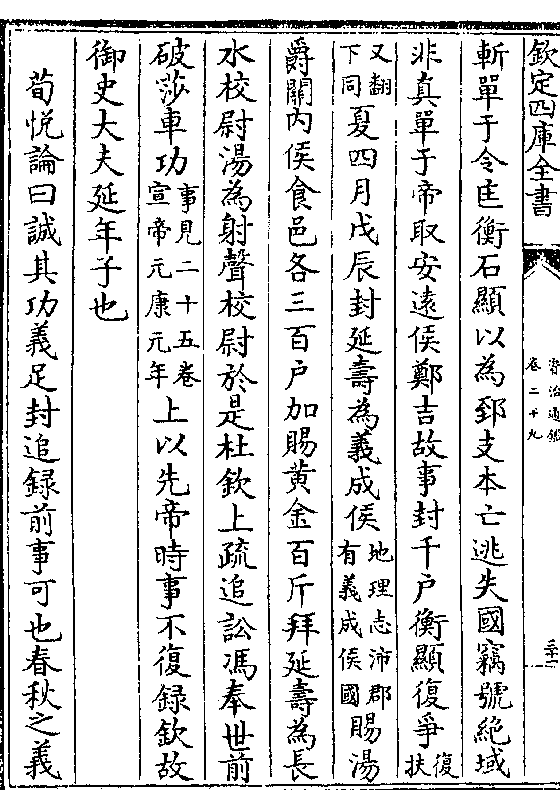 欽定四庫全書
資治通鑑
卷二十九
斬單于令匡衡石顯以為郅支本亡逃失國竊號絶域
非真單于帝取安逺侯鄭吉故事封千户衡顯復爭復扶
又翻下同夏四月戊辰封延壽為義成侯地理志沛郡有義成侯國賜湯
爵關内侯食邑各三百户加賜黄金百斤拜延壽為長
水校尉湯為射聲校尉於是杜欽上疏追訟馮奉世前
破莎車功事見二十五卷宣帝元康元年上以先帝時事不復録欽故
御史大夫延年子也
荀悦論曰誠其功義足封追録前事可也春秋之義